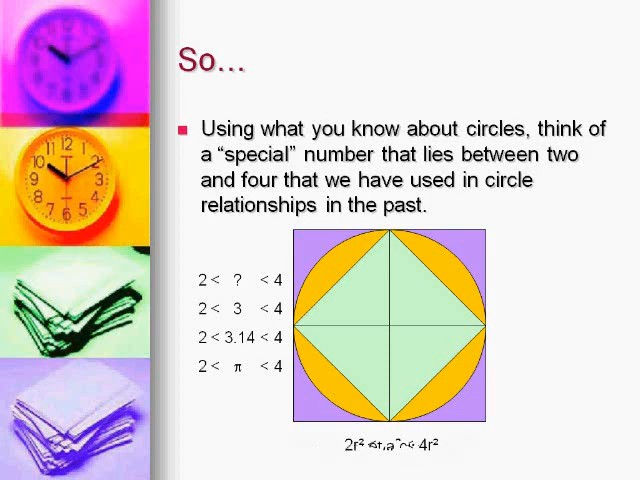 So...
Using what you know about circles, think of
a “special” number that lies between two
and four that we have used in circle
relationships in the past.
2 < ? < 4
2 < 3 < 4
2 < 3.14 < 4
2 < π < 4
2r² 4r²